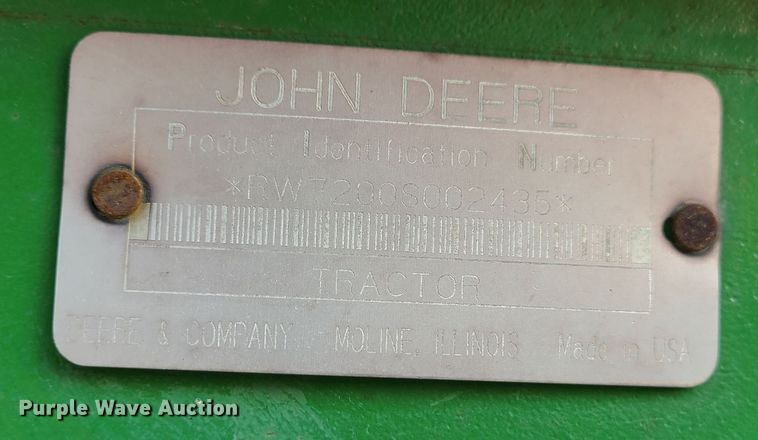 JOHN DEERE
Product Identification Number
*RW7200S002435*
TRACTOR
DEERE & COMPANY MOLINE, ILLINOIS Made in USA
Purple Wave Auction